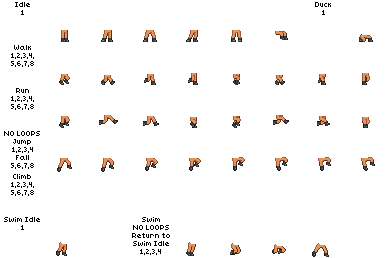 Idle
1
Duck
1
Walk
1,2,3,4,
5,6,7,8
Run
1,2,3,4,
5,6,7,8
NO LOOPS
Jump
1,2,3,4
Fall
5,6,7,8
Climb
1,2,3,4,
5,6,7,8
Swim Idle
1
Swim
NO LOOPS
Return to
Swim Idle
1,2,3,4